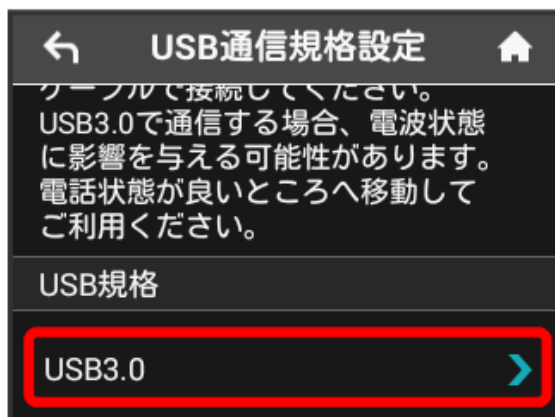 USB通信規格設定
ケーブルで接続してください。
USB3.0で通信する場合、電波状態
に影響を与える可能性があります。
電話状態が良いところへ移動して
ご利用ください。
USB規格
USB3.0